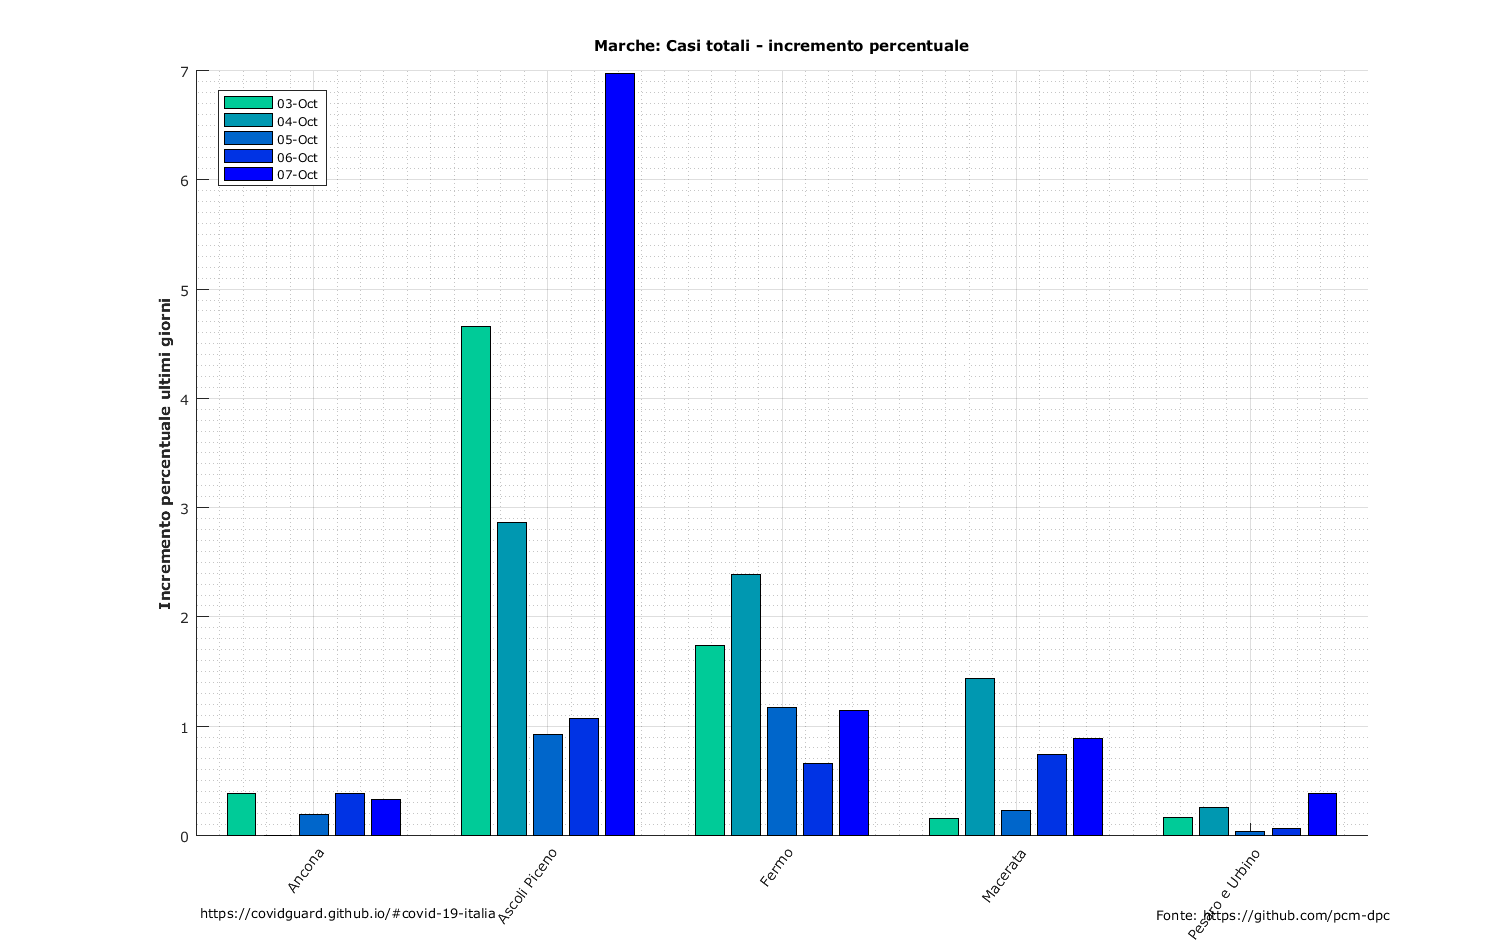 Marche: Casi totali - incremento percentuale
Incremento percentuale ultimi giorni
7
6
5
4
3
2
1
0
03-Oct
04-Oct
05-Oct
06-Oct
07-Oct
Ancona
Ascoli Piceno
Fermo
Macerata
Pesaro e Urbino
https://covidguard.github.io/#covid-19-italia
Fonte: https://github.com/pcm-dpc